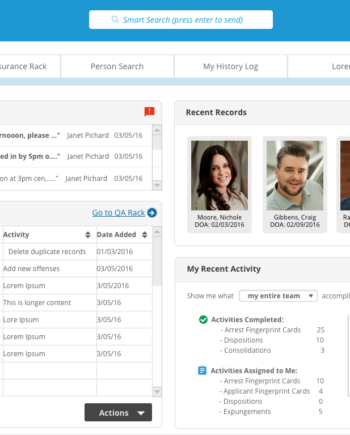 Smart Search (press enter to send)
surance Rack
Person Search
My History Log
Lore
1
ernooon, please ..." Janet Pichard 03/05/16
ed in by 5pm o...." Janet Pichard 03/05/16
on at 3pm cen,....." Janet Pichard 03/05/16
Go to QA Rack
Activity Date Added
Delete duplicate records 01/03/2016
Add new offenses 03/05/2016
Lorem Ipsum 3/05/2016
This is longer content 3/05/16
Lore Ipsum 3/05/16
Lorem Ipsum 3/05/16
Lorem Ipsum 3/05/16
Actions
Recent Records
Moore, Nichole
DOA: 02/03/2016
Gibbens, Craig
DOA: 02/09/2016
Ra
DOA
My Recent Activity
Show me what my entire team accompli
Activities Completed:
- Arrest Fingerprint Cards 25
- Dispositions 10
- Consolidations 3
Activities Assigned to Me:
- Arrest Fingerprint Cards 10
- Applicant Fingerprint Cards 4
- Dispositions 0
- Expungements 5